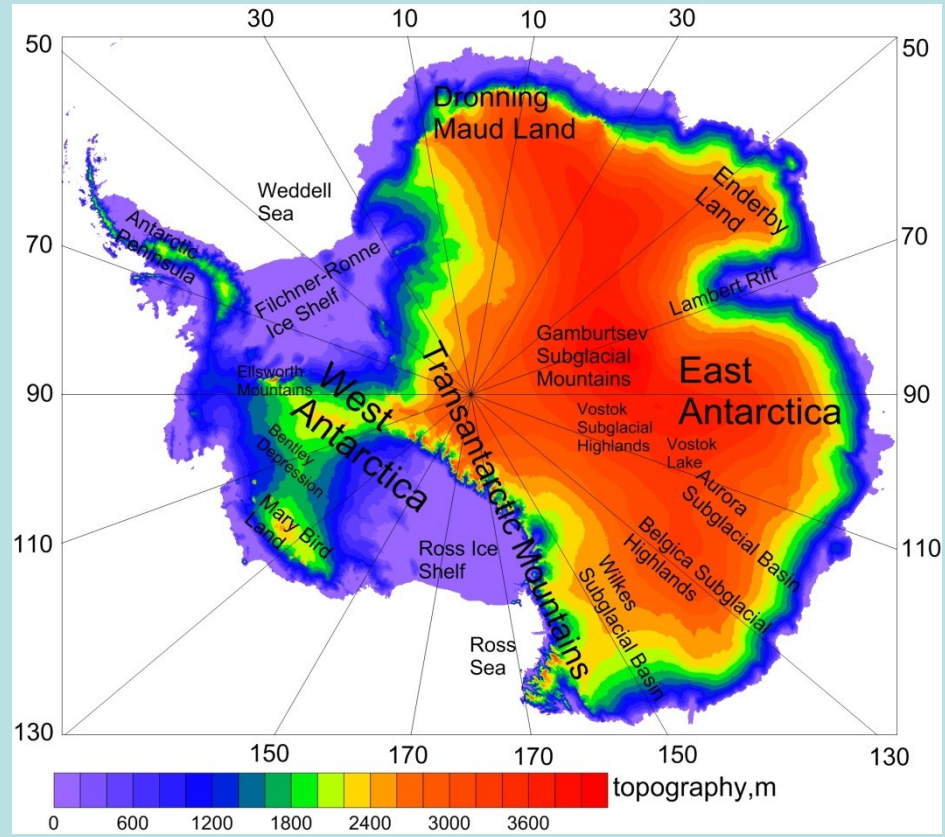 30 10 10 30
50 50
Dronning
Maud Land
Weddell
Sea
Enderby
Land
Antarctic
Peninsula
70 70
Filchner-Ronne
Ice Shelf
Lambert Rift
Gamburtsev
Subglacial
Mountains
Transantarctic Mountains
Ellsworth
Mountains
West
Antarctica
East
Antarctica
90 90
Vostok
Subglacial
Highlands
Vostok
Lake
Bentley
Depression
Aurora
Subglacial Basin
Mary Bird
Land
Belgica Subglacial
Highlands
Ross Ice
Shelf
Wilkes
Subglacial Basin
110 110
Ross
Sea
130 130
150 170 170 150
topography,m
0 600 1200 1800 2400 3000 3600